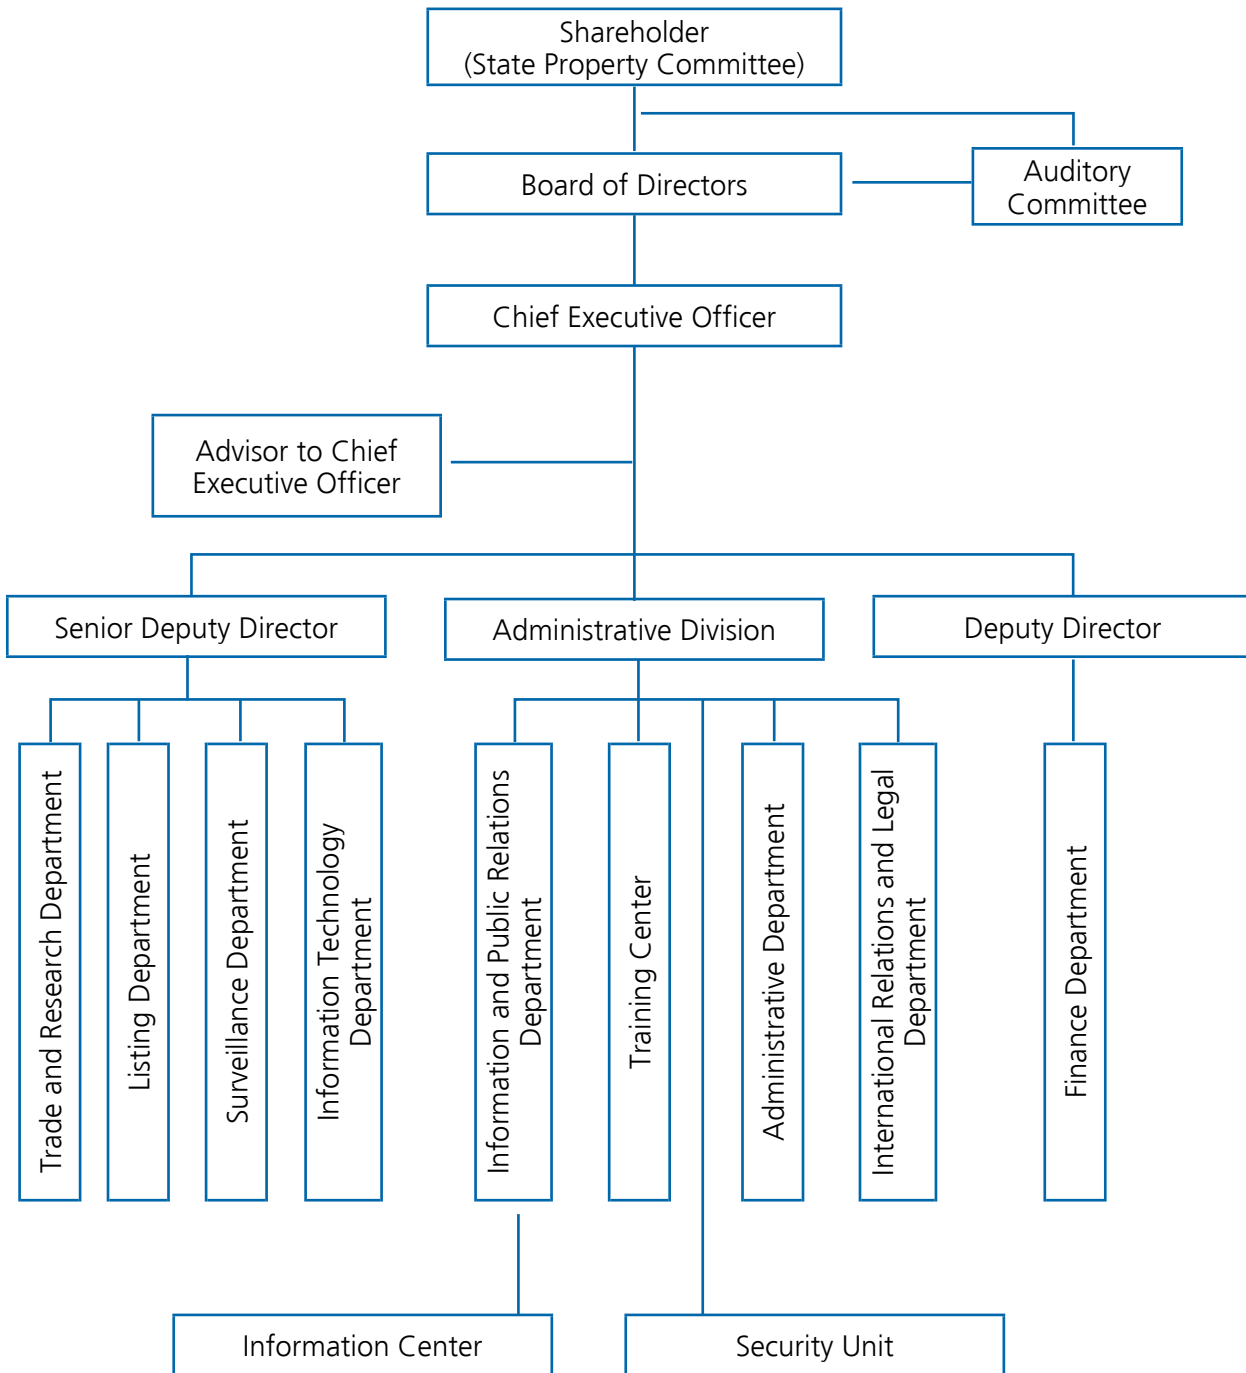 Shareholder
(State Property Committee)
Board of Directors
Auditory
Committee
Chief Executive Officer
Advisor to Chief
Executive Officer
Senior Deputy Director
Administrative Division
Deputy Director
Trade and Research Department
Listing Department
Surveillance Department
Information Technology
Department
Information and Public Relations
Department
Training Center
Administrative Department
International Relations and Legal
Department
Finance Department
Information Center
Security Unit